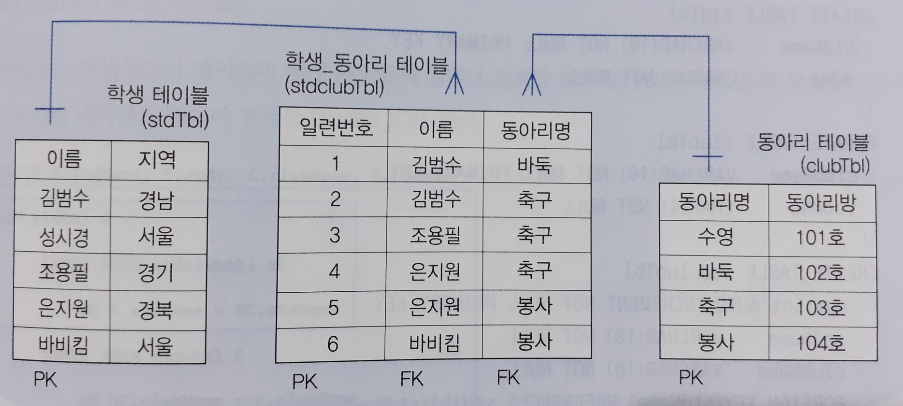 학생 테이블
(stdTbl)
이름 지역
김범수 경남
성시경 서울
조용필 경기
은지원 경북
바비킴 서울
PK
학생_동아리 테이블
(stdclubTbl)
일련번호 이름 동아리명
1 김범수 바둑
2 김범수 축구
3 조용필 축구
4 은지원 축구
5 은지원 봉사
6 바비킴 봉사
PK FK FK
동아리 테이블
(clubTbl)
동아리명 동아리방
수영 101호
바둑 102호
축구 103호
봉사 104호
PK